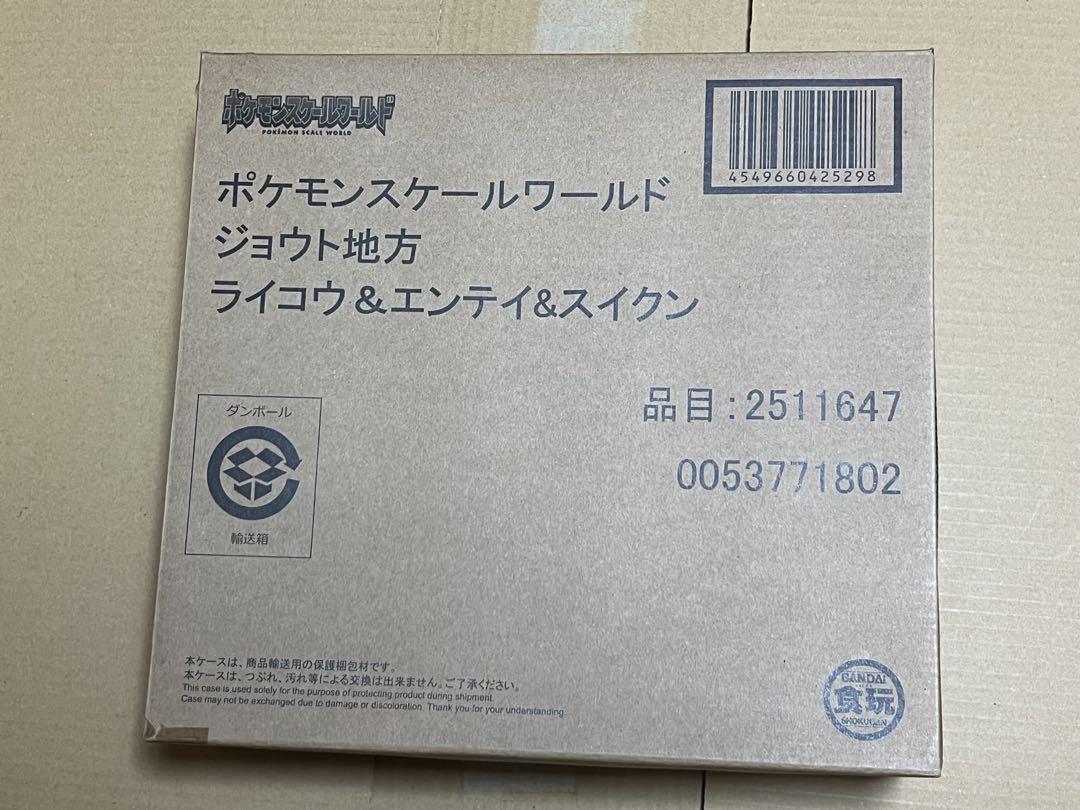 ポケモンスケールワールド
POKÉMON SCALE WORLD
4549660425298
ポケモンスケールワールド
ジョウト地方
ライコウ&エンテイ&スイクン
品目:2511647
0053771802
ダンボール
輸送箱
本ケースは、商品輸送用の保護梱包材です。
本ケースは、つぶれ、汚れ等による交換は出来ません。ご了承ください。
This case is used solely for the purpose of protecting product during shipment.
Case may not be exchanged due to damage or discoloration. Thank you for your understanding.
BANDAI
食玩
SHOKUGAN